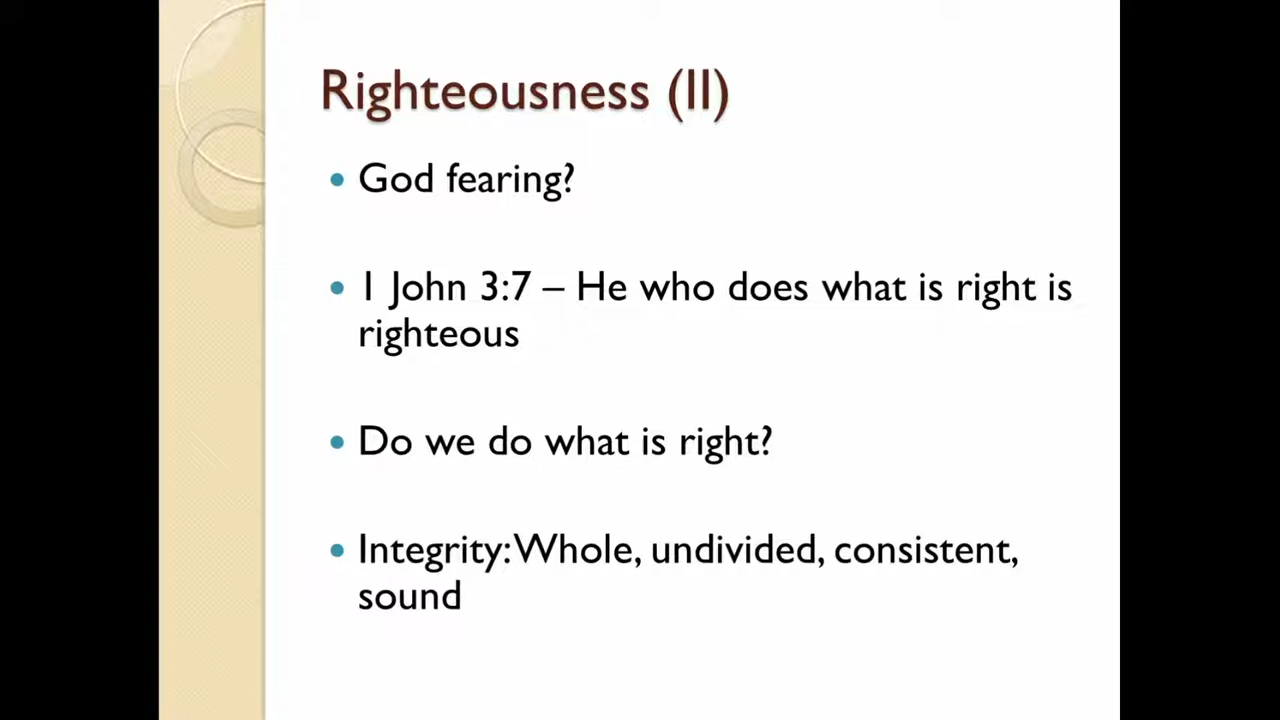 Righteousness (II)
• God fearing?
• 1 John 3:7 – He who does what is right is
righteous
• Do we do what is right?
• Integrity: Whole, undivided, consistent,
sound